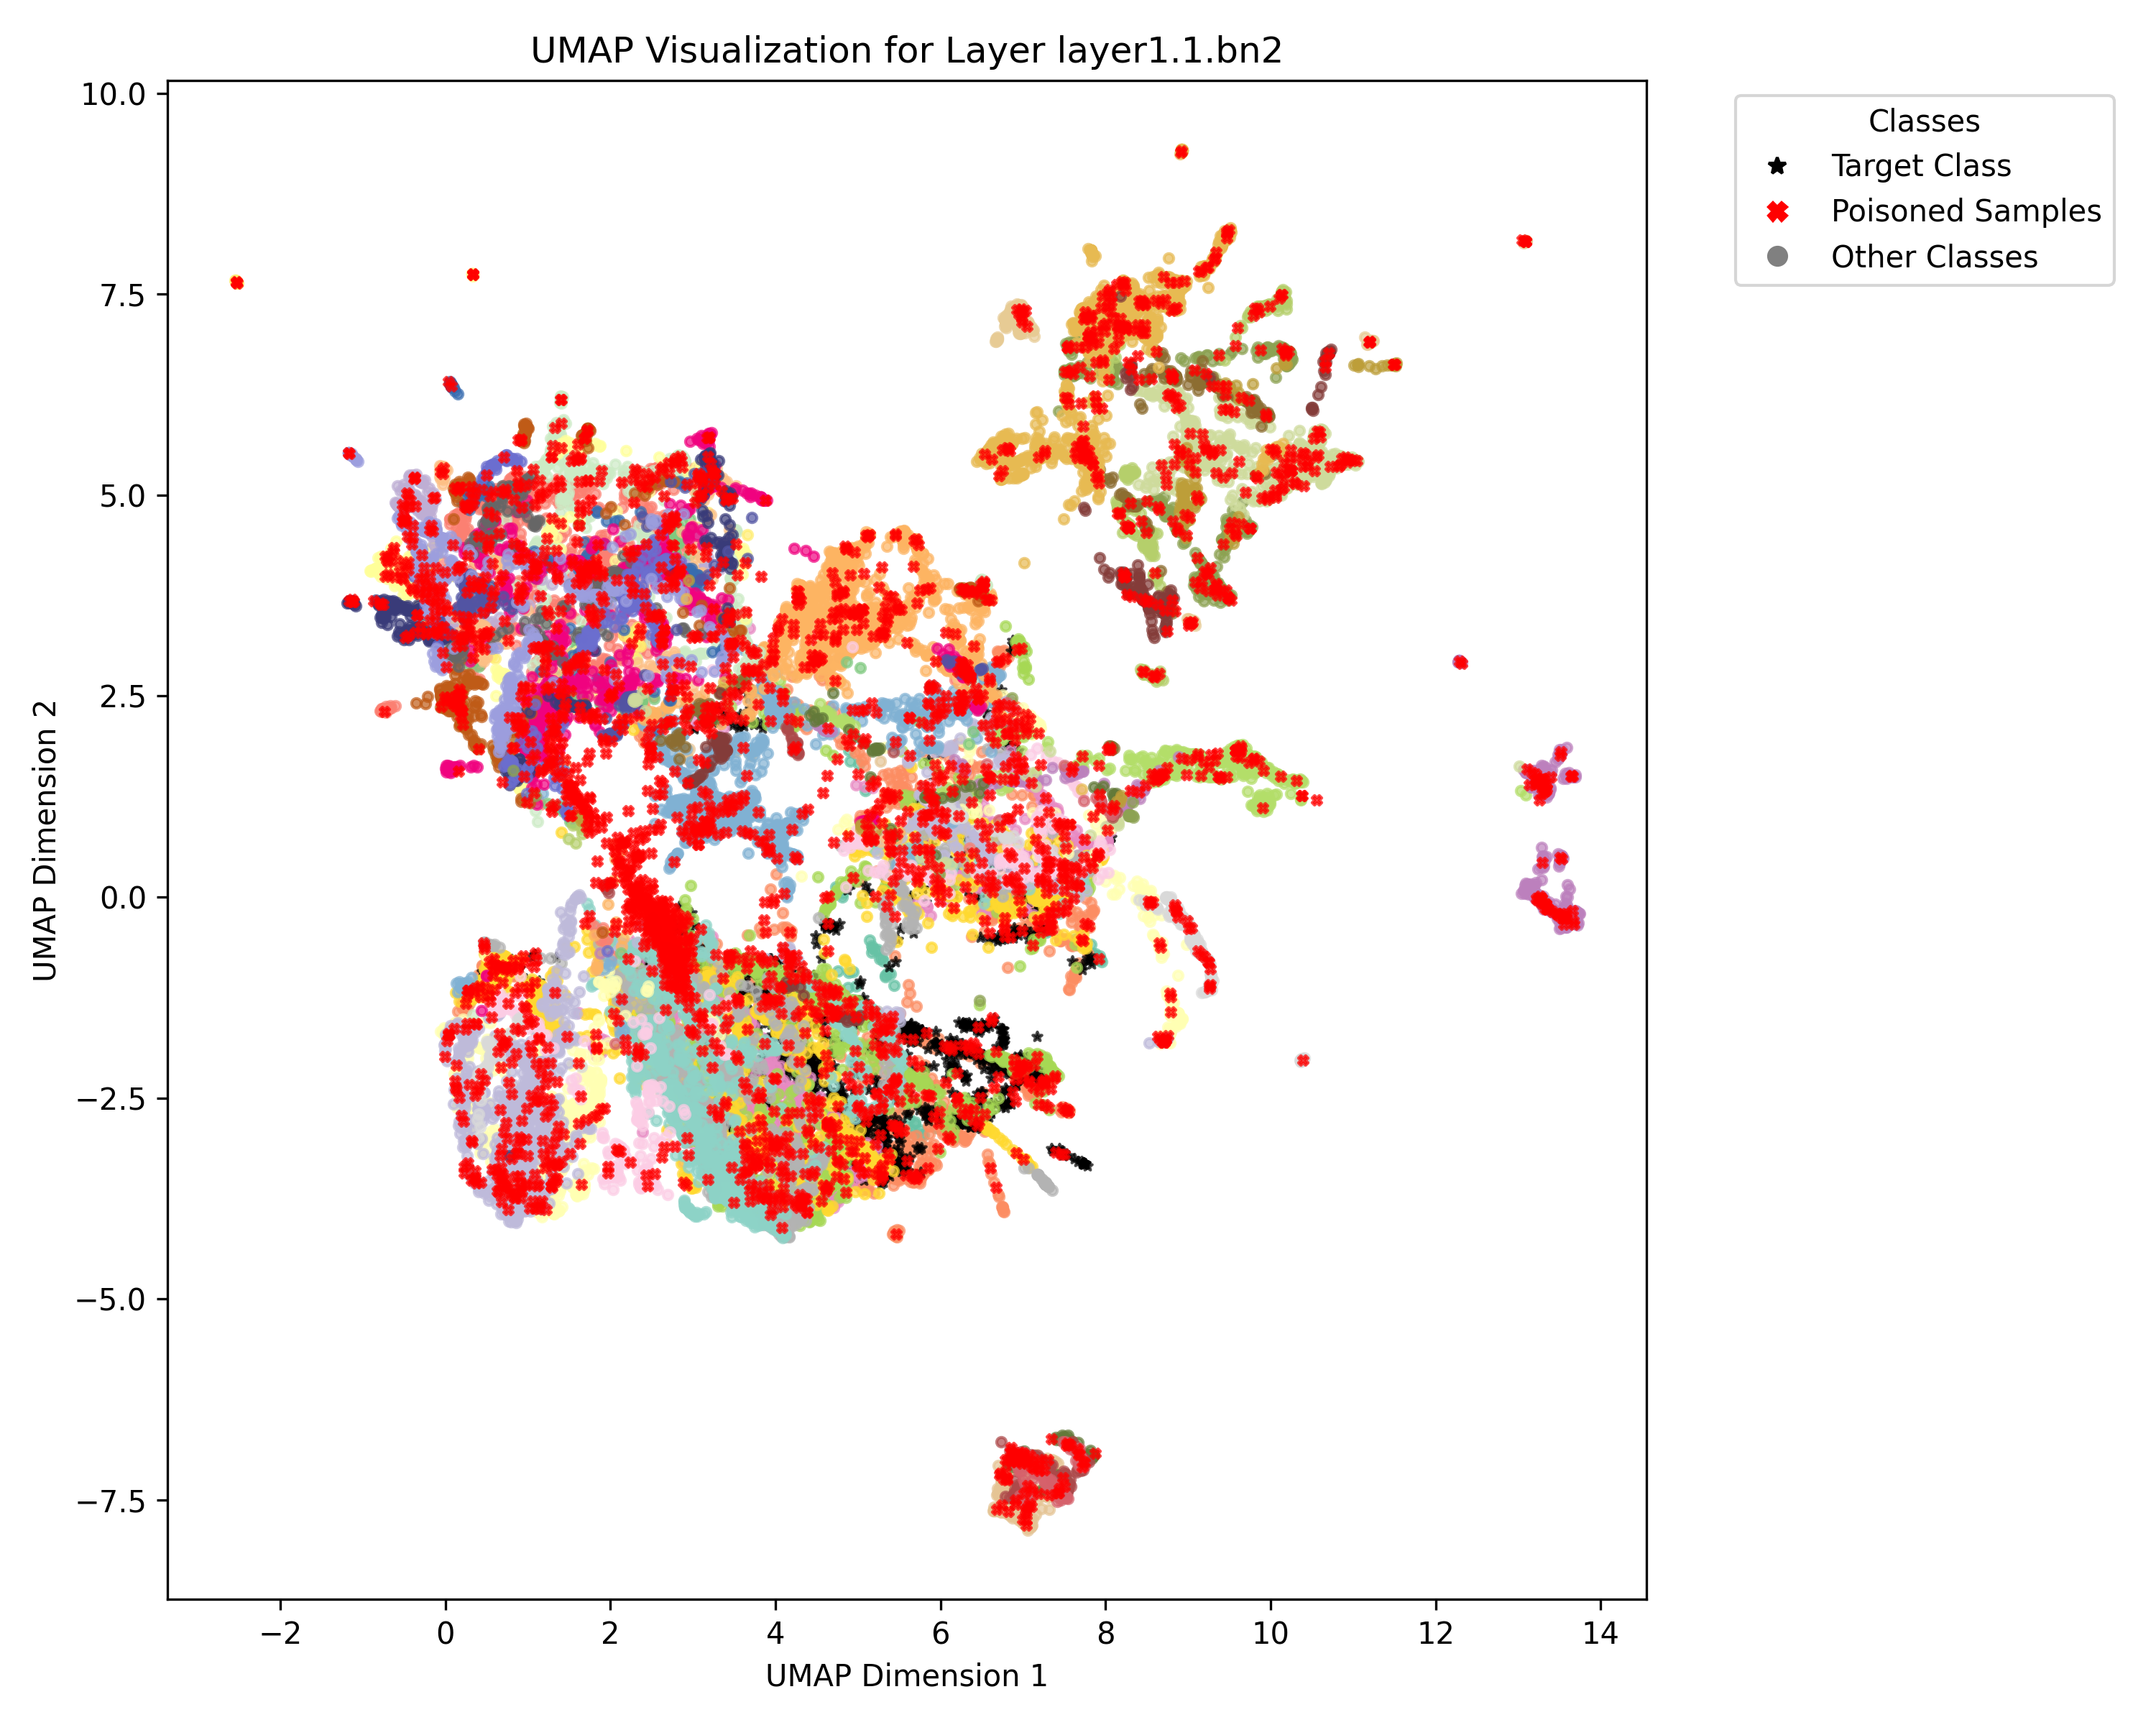 UMAP Visualization for Layer layer1.1.bn2
Classes
Target Class
Poisoned Samples
Other Classes
10.0
7.5
5.0
2.5
0.0
−2.5
−5.0
−7.5
UMAP Dimension 2
−2
0
2
4
6
8
10
12
14
UMAP Dimension 1